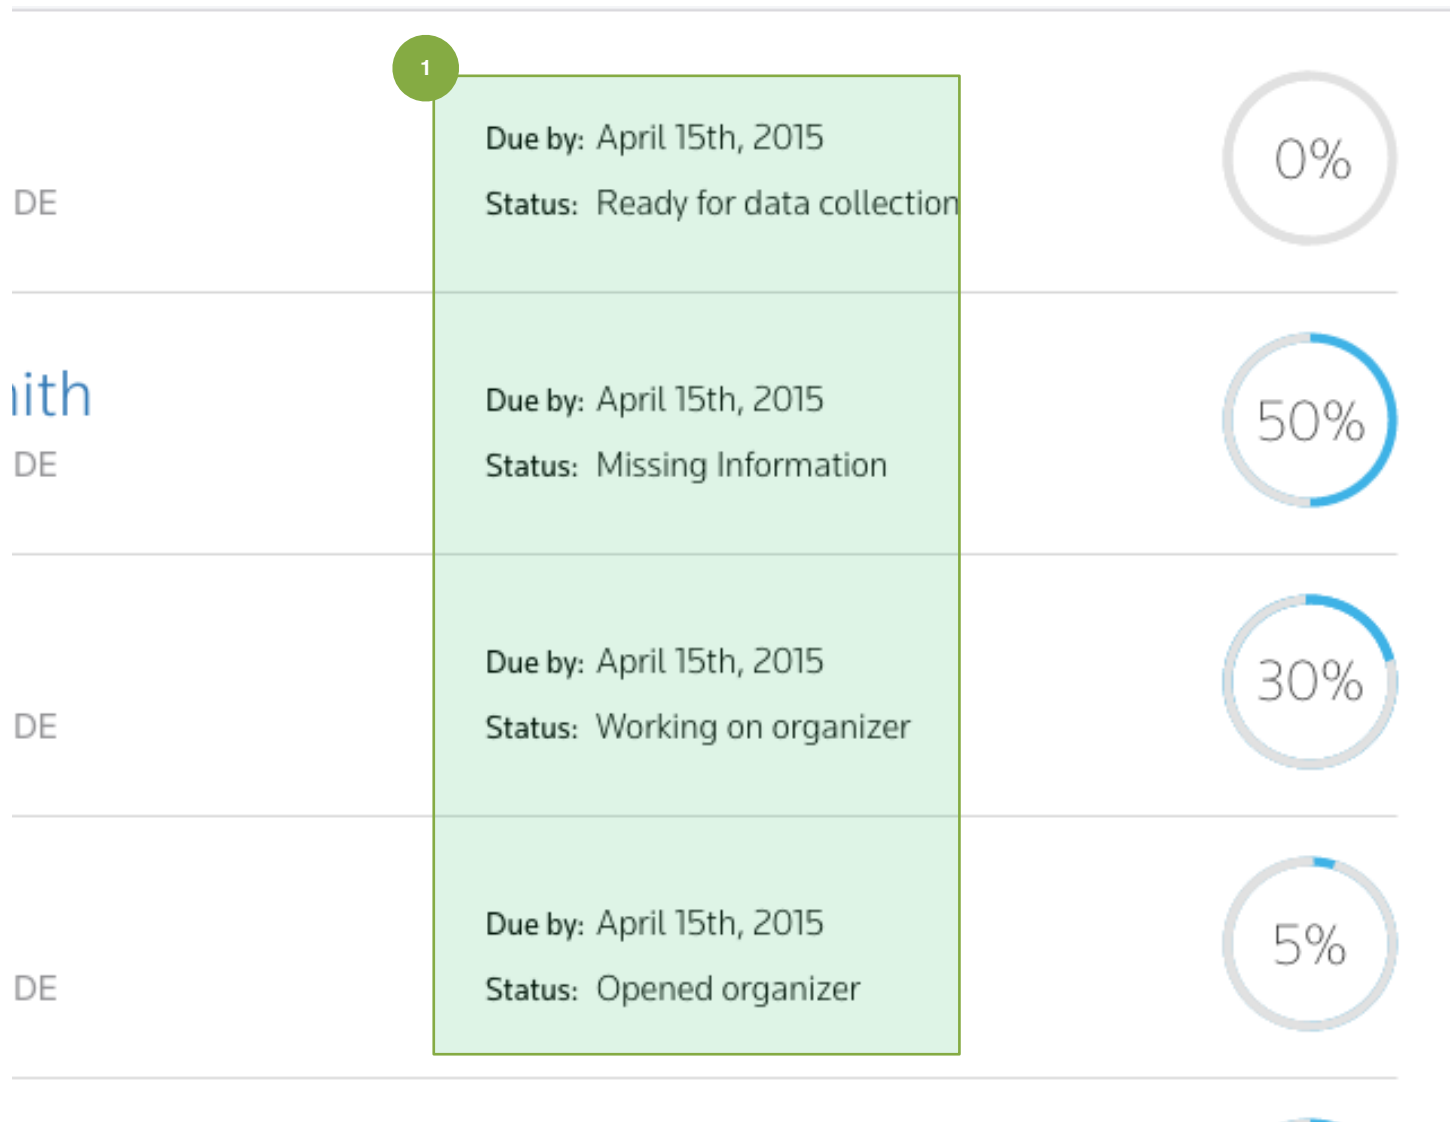 1
Due by: April 15th, 2015
0%
DE
Status: Ready for data collection
Due by: April 15th, 2015
50%
DE
Status: Missing Information
Due by: April 15th, 2015
30%
DE
Status: Working on organizer
Due by: April 15th, 2015
5%
DE
Status: Opened organizer